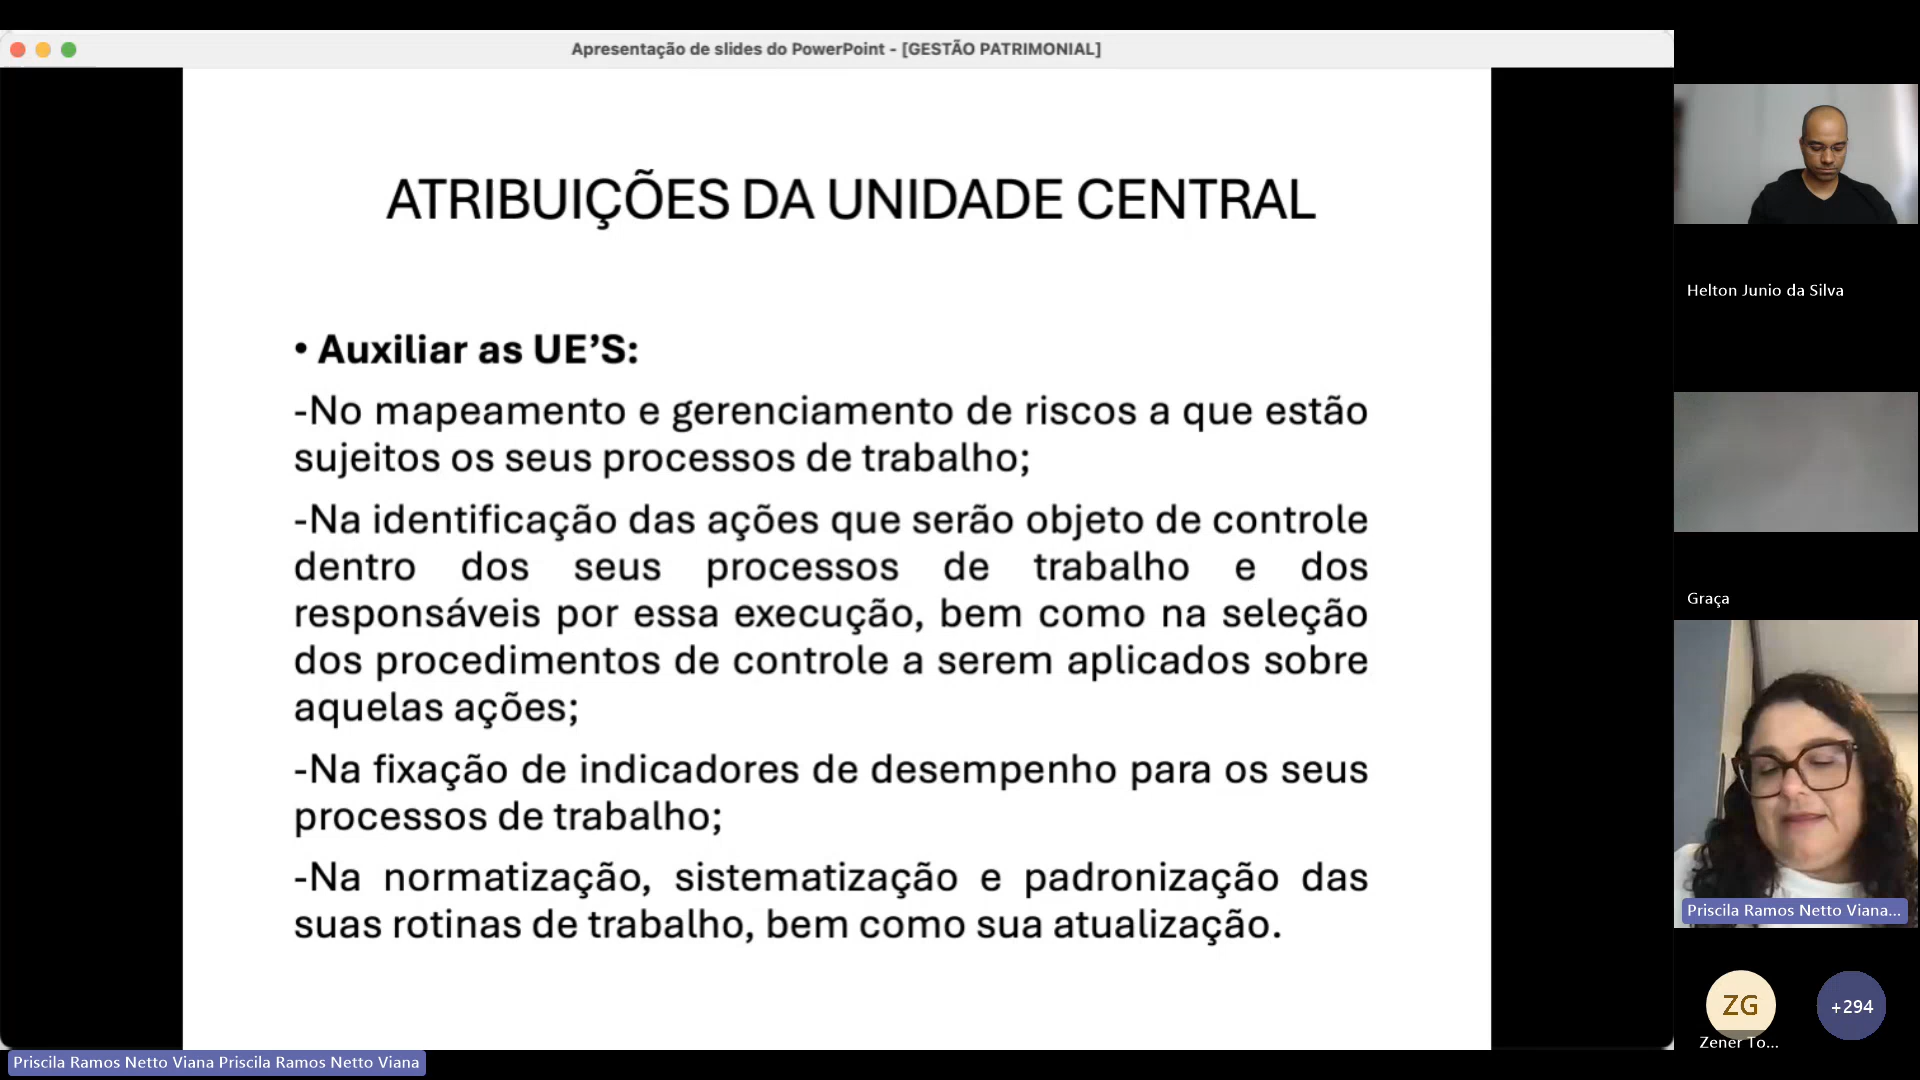 Apresentação de slides do PowerPoint - [GESTÃO PATRIMONIAL]
ATRIBUIÇÕES DA UNIDADE CENTRAL
• Auxiliar as UE’S:
-No mapeamento e gerenciamento de riscos a que estão
sujeitos os seus processos de trabalho;
-Na identificação das ações que serão objeto de controle
dentro dos seus processos de trabalho e dos
responsáveis por essa execução, bem como na seleção
dos procedimentos de controle a serem aplicados sobre
aquelas ações;
-Na fixação de indicadores de desempenho para os seus
processos de trabalho;
-Na normatização, sistematização e padronização das
suas rotinas de trabalho, bem como sua atualização.
Priscila Ramos Netto Viana Priscila Ramos Netto Viana
Helton Junio da Silva
Graça
Priscila Ramos Netto Viana...
ZG
+294
Zener To...